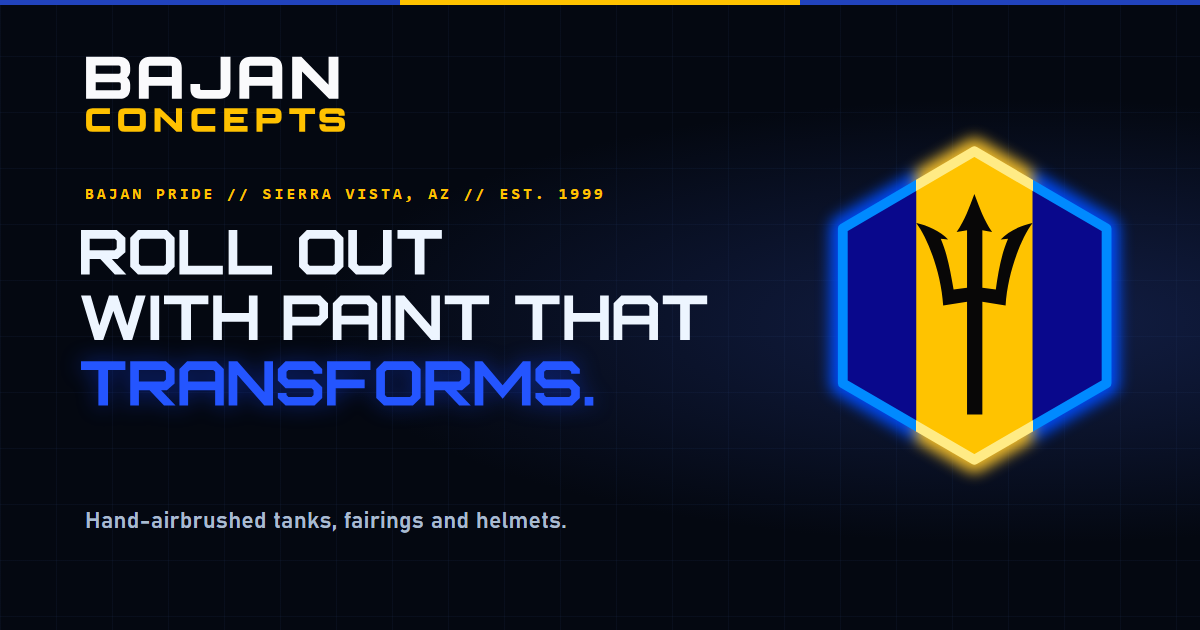 BAJAN
CONCEPTS
BAJAN PRIDE // SIERRA VISTA, AZ // EST. 1999
ROLL OUT
WITH PAINT THAT
TRANSFORMS.
Hand-airbrushed tanks, fairings and helmets.